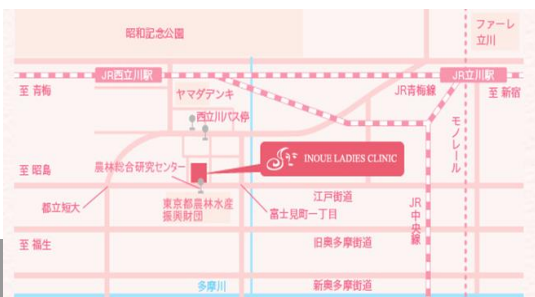 昭和記念公園
ファーレ
立川
JR西立川駅
JR立川駅
至 青梅
ヤマダデンキ
JR青梅線
至 新宿
西立川バス停
モノレール
INOUE LADIES CLINIC
至 昭島
農林総合研究センター
江戸街道
都立短大
東京都農林水産
振興財団
富士見町一丁目
JR中央線
至 福生
旧奥多摩街道
多摩川
新奥多摩街道